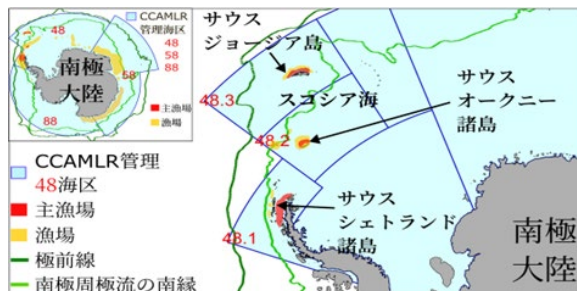 CCAMLR
管理海区
48
58
88
48
58
88
南極
大陸
主漁場
漁場
CCAMLR管理
48海区
主漁場
漁場
極前線
南極周極流の南縁
サウス
ジョージア島
スコシア海
サウス
オークニー
諸島
48.3
48.2
サウス
シェトランド
諸島
48.1
南極
大陸